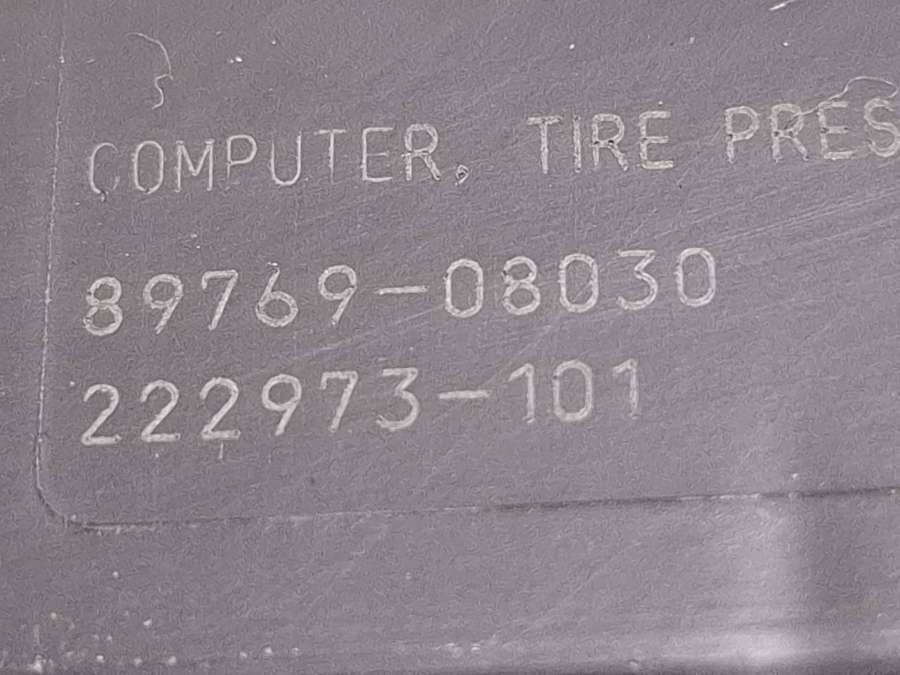 COMPUTER, TIRE PRES
89769-08030
222973-101